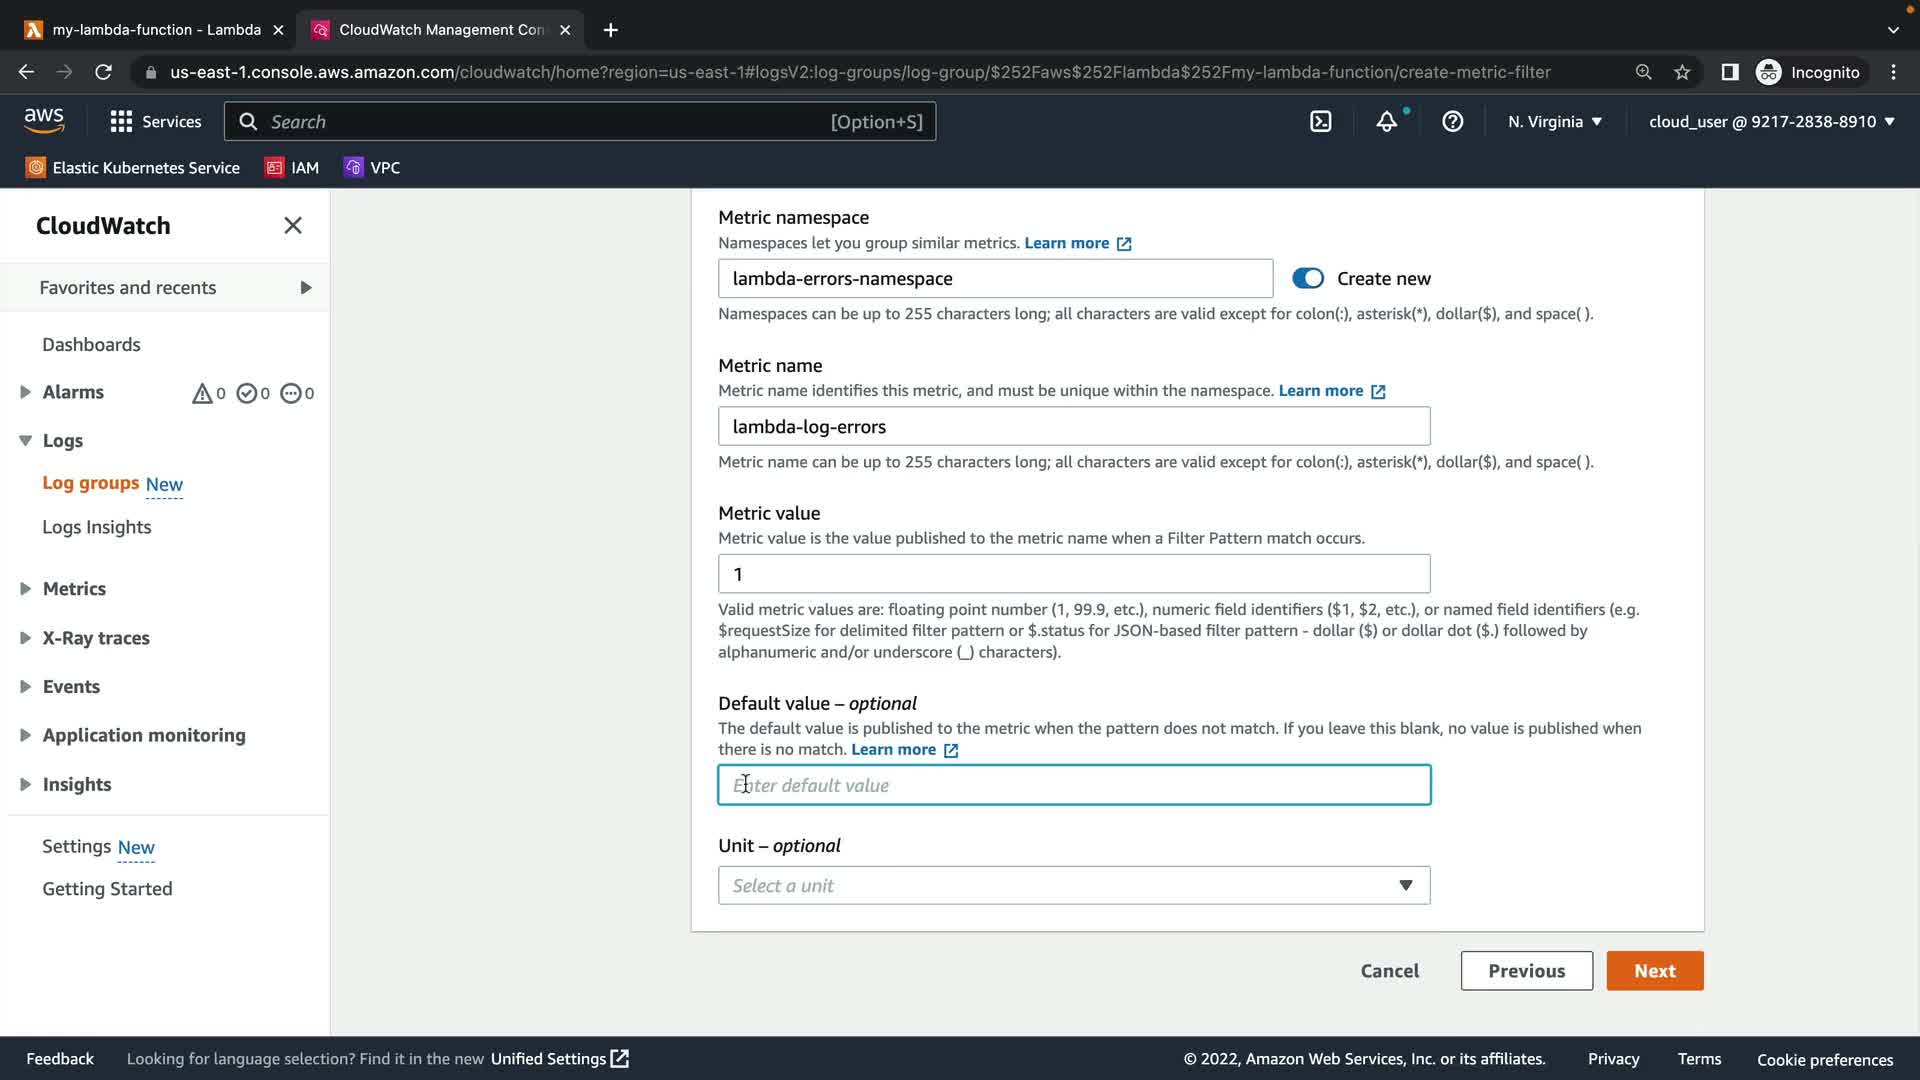 my-lambda-function - Lambda
CloudWatch Management Con
us-east-1.console.aws.amazon.com/cloudwatch/home?region=us-east-1#logsV2:log-groups/log-group/$252Faws$252Flambda$252Fmy-lambda-function/create-metric-filter
Incognito
aws
Services
Search
[Option+S]
N. Virginia
cloud_user @ 9217-2838-8910
Elastic Kubernetes Service
IAM
VPC
CloudWatch
Favorites and recents
Dashboards
Alarms
0
0
0
Logs
Log groups New
Logs Insights
Metrics
X-Ray traces
Events
Application monitoring
Insights
Settings New
Getting Started
Metric namespace
Namespaces let you group similar metrics. Learn more
lambda-errors-namespace
Create new
Namespaces can be up to 255 characters long; all characters are valid except for colon(:), asterisk(*), dollar($), and space( ).
Metric name
Metric name identifies this metric, and must be unique within the namespace. Learn more
lambda-log-errors
Metric name can be up to 255 characters long; all characters are valid except for colon(:), asterisk(*), dollar($), and space( ).
Metric value
Metric value is the value published to the metric name when a Filter Pattern match occurs.
1
Valid metric values are: floating point number (1, 99.9, etc.), numeric field identifiers ($1, $2, etc.), or named field identifiers (e.g.
$requestSize for delimited filter pattern or $.status for JSON-based filter pattern - dollar ($) or dollar dot ($.) followed by
alphanumeric and/or underscore (_) characters).
Default value – optional
The default value is published to the metric when the pattern does not match. If you leave this blank, no value is published when
there is no match. Learn more
Enter default value
Unit – optional
Select a unit
Cancel
Previous
Next
Feedback
Looking for language selection? Find it in the new Unified Settings
© 2022, Amazon Web Services, Inc. or its affiliates.
Privacy
Terms
Cookie preferences